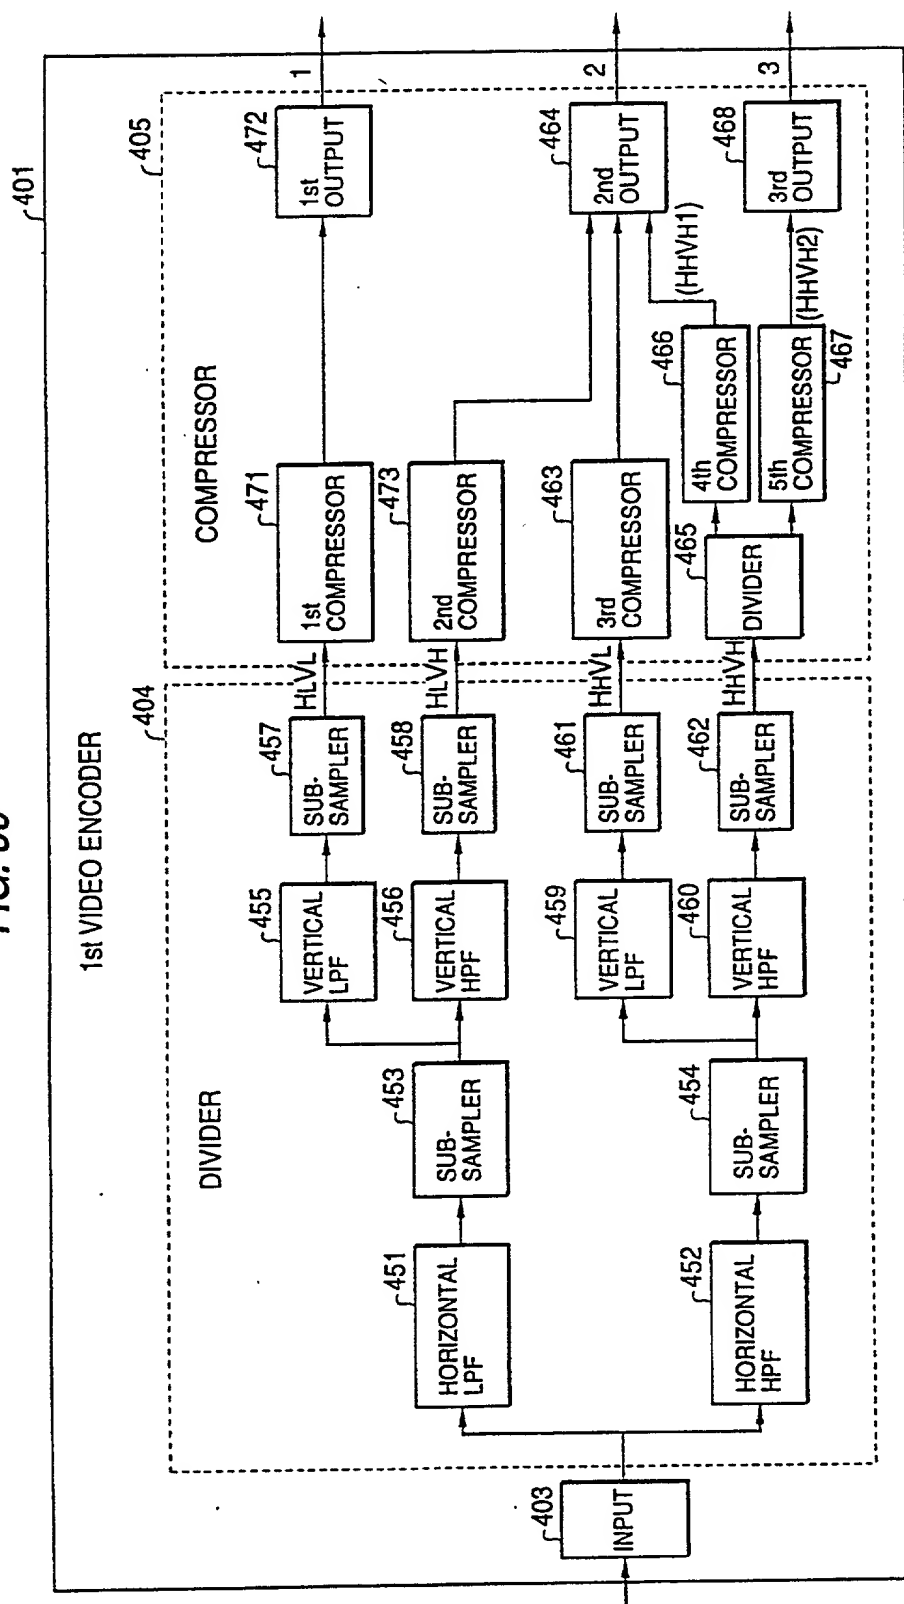 1st VIDEO ENCODER
401
DIVIDER
404
COMPRESSOR
405
403
INPUT
451
HORIZONTAL
LPF
452
HORIZONTAL
HPF
453
SUB-
SAMPLER
454
SUB-
SAMPLER
455
VERTICAL
LPF
456
VERTICAL
HPF
459
VERTICAL
LPF
460
VERTICAL
HPF
457
SUB-
SAMPLER
458
SUB-
SAMPLER
461
SUB-
SAMPLER
462
SUB-
SAMPLER
HLVL
HLVH
HHVL
HHVH
471
1st
COMPRESSOR
473
2nd
COMPRESSOR
463
3rd
COMPRESSOR
465
DIVIDER
466
4th
COMPRESSOR
5th
COMPRESSOR
467
(HHVH1)
(HHVH2)
472
1st
OUTPUT
1
464
2nd
OUTPUT
2
468
3rd
OUTPUT
3